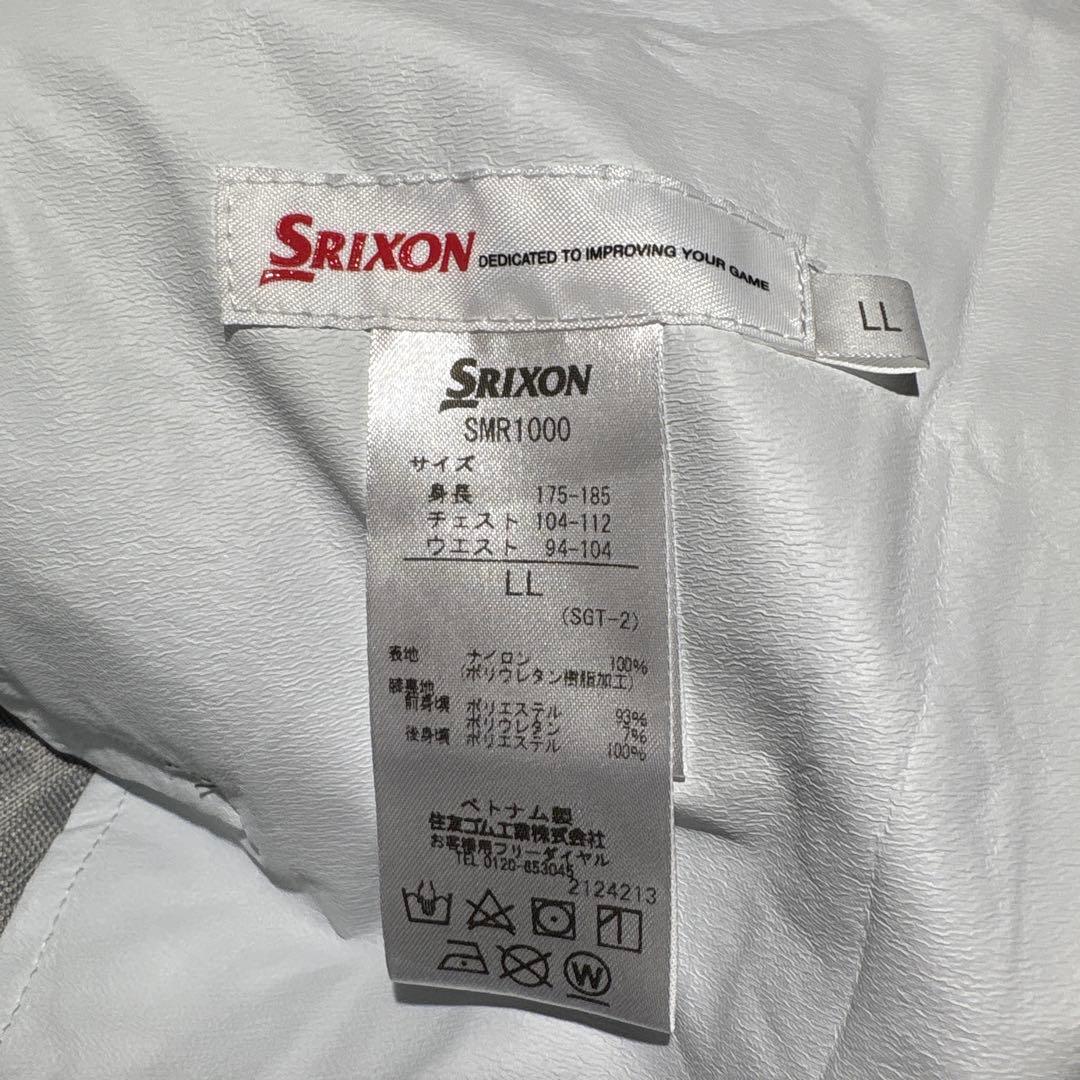 SRIXON DEDICATED TO IMPROVING YOUR GAME
LL
SRIXON
SMR1000
サイズ
身長 175-185
チェスト 104-112
ウエスト 94-104
LL
(SGT-2)
表地 ナイロン 100%
(ポリウレタン樹脂加工)
膝裏地
前身頃 ポリエステル 93%
ポリウレタン 7%
後身頃 ポリエステル 100%
ベトナム製
住友ゴム工業株式会社
お客様用フリーダイヤル
TEL 0120-653045
2124213
W